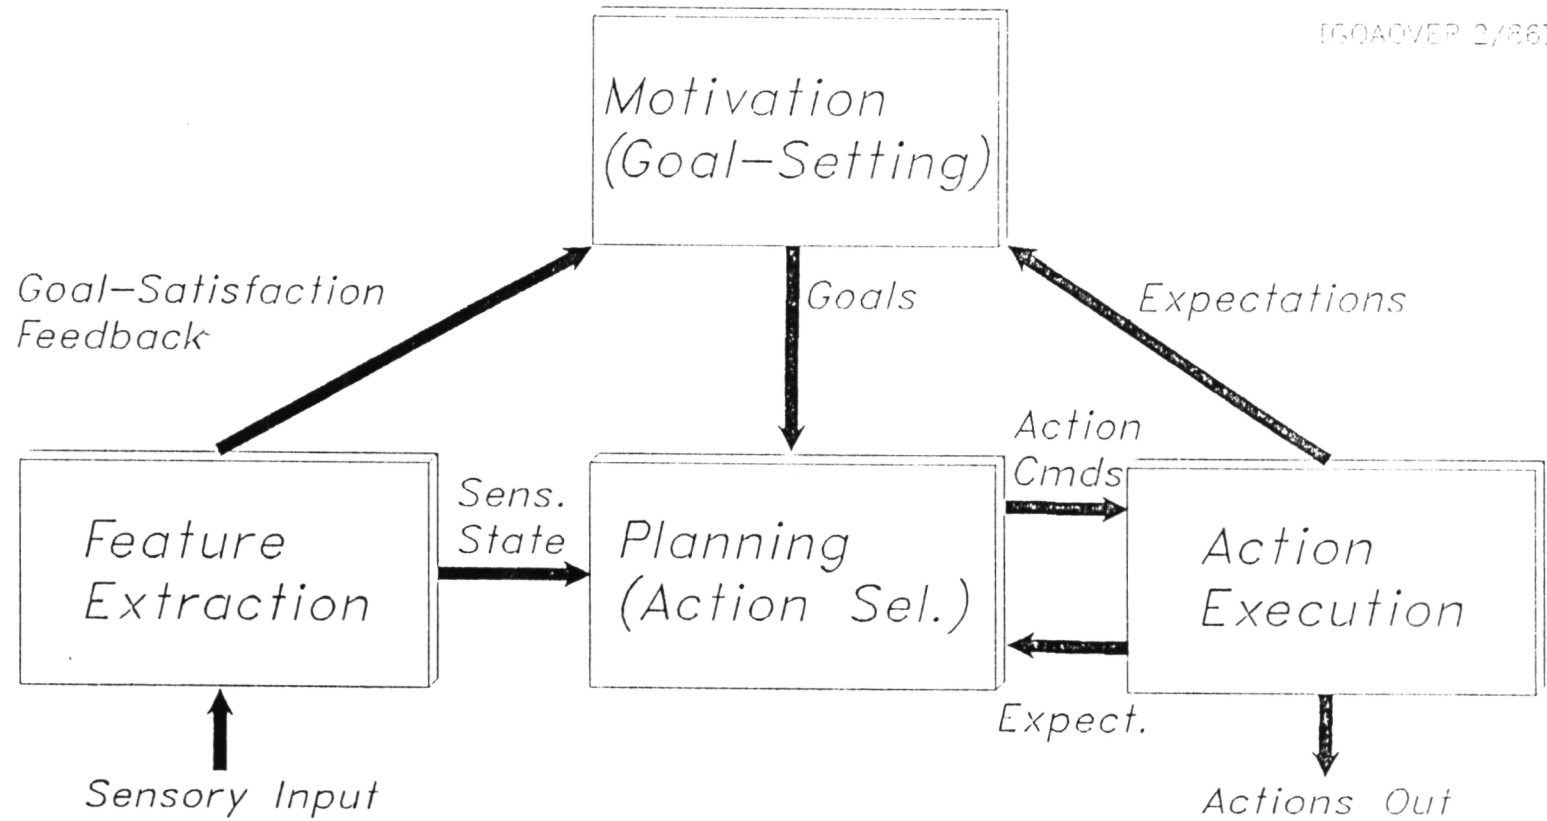 [GOAOVER 2/86]
Motivation
(Goal-Setting)
Goal-Satisfaction
Feedback
Goals
Expectations
Action
Cmds
Sens.
State
Feature
Extraction
Planning
(Action Sel.)
Action
Execution
Expect.
Sensory Input
Actions Out